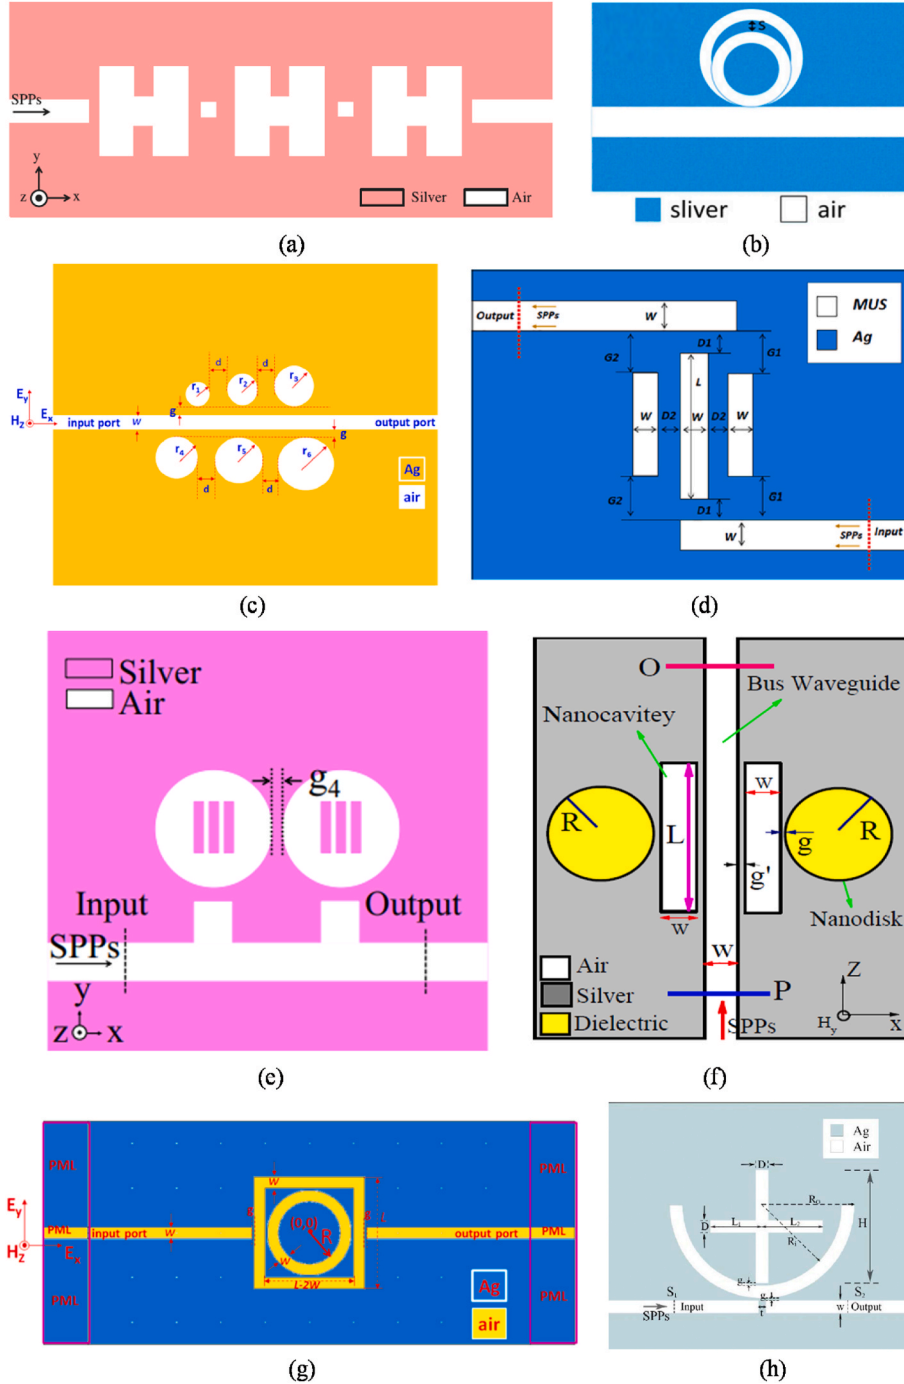 SPPs
y
z
x
Silver
Air
(a)
S
sliver
air
(b)
d
d
r1
r2
r3
Ey
Hz
Ex
input port
w
g
output port
g
r4
r5
r6
d
d
Ag
air
(c)
Output
SPPs
W
MUS
Ag
G2
D1
G1
L
W
D2
W
D2
W
G2
D1
G1
W
SPPs
Input
(d)
Silver
Air
g4
Input
Output
SPPs
y
z
x
(e)
O
Bus Waveguide
Nanocavitey
w
R
L
g
R
g'
Nanodisk
w
w
Air
Silver
Dielectric
P
SPPs
Z
Hy
X
(f)
PML
PML
w
g
g
L
Ey
PML
input port
w
(0,0)
R
output port
PML
Hz
Ex
w
L-2W
PML
PML
Ag
air
(g)
Ag
Air
D
R0
D
L1
L2
H
Ri
g1
S1
g2
S2
SPPs
Input
w
Output
(h)